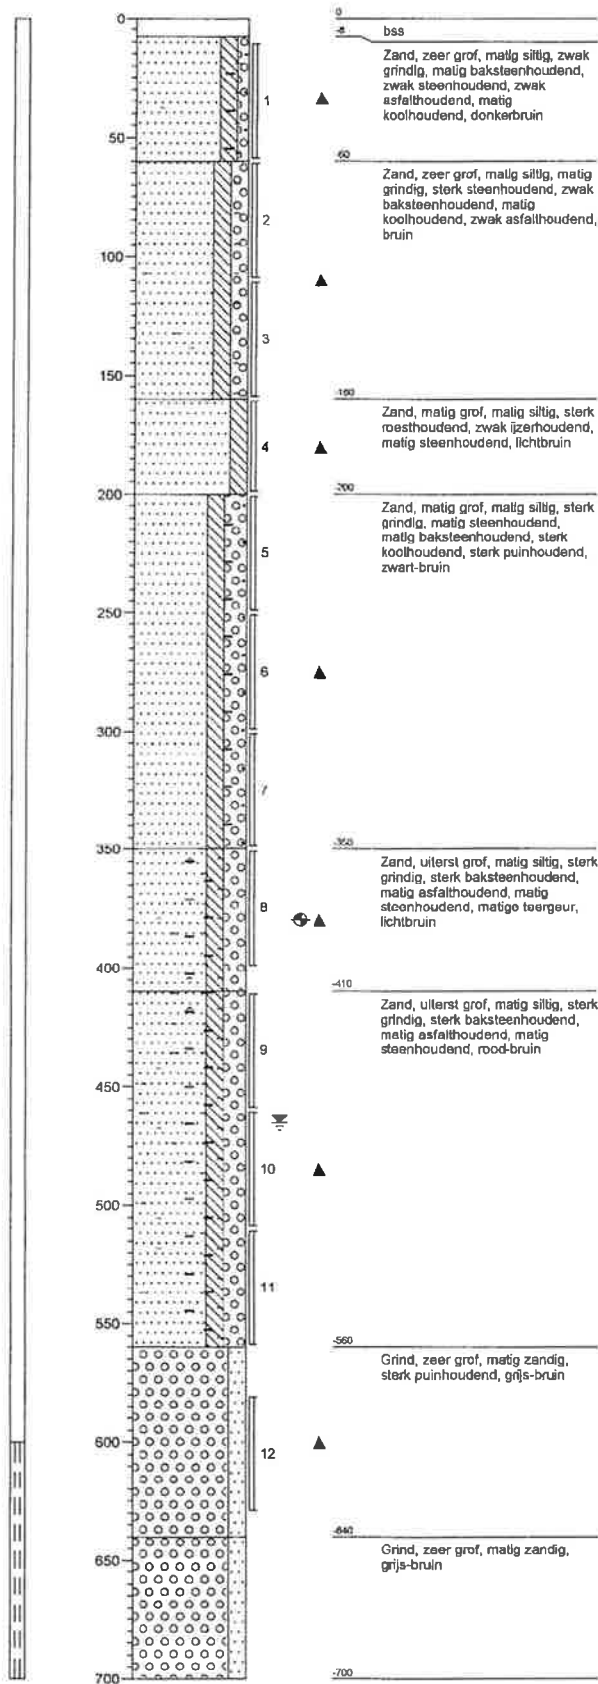 0
50
100
150
200
250
300
350
400
450
500
550
600
650
700
1
2
3
4
5
6
7
8
9
10
11
12
0
-8
bss
Zand, zeer grof, matig siltig, zwak
grindig, matig baksteenhoudend,
zwak steenhoudend, zwak
asfalthoudend, matig
koolhoudend, donkerbruin
-60
Zand, zeer grof, matig siltig, matig
grindig, sterk steenhoudend, zwak
baksteenhoudend, matig
koolhoudend, zwak asfalthoudend,
bruin
-160
Zand, matig grof, matig siltig, sterk
roesthoudend, zwak ijzerhoudend,
matig steenhoudend, lichtbruin
-200
Zand, matig grof, matig siltig, sterk
grindig, matig steenhoudend,
matig baksteenhoudend, sterk
koolhoudend, sterk puinhoudend,
zwart-bruin
-350
Zand, uiterst grof, matig siltig, sterk
grindig, sterk baksteenhoudend,
matig asfalthoudend, matig
steenhoudend, matige teergeur,
lichtbruin
-410
Zand, uiterst grof, matig siltig, sterk
grindig, sterk baksteenhoudend,
matig asfalthoudend, matig
steenhoudend, rood-bruin
-560
Grind, zeer grof, matig zandig,
sterk puinhoudend, grijs-bruin
-640
Grind, zeer grof, matig zandig,
grijs-bruin
-700